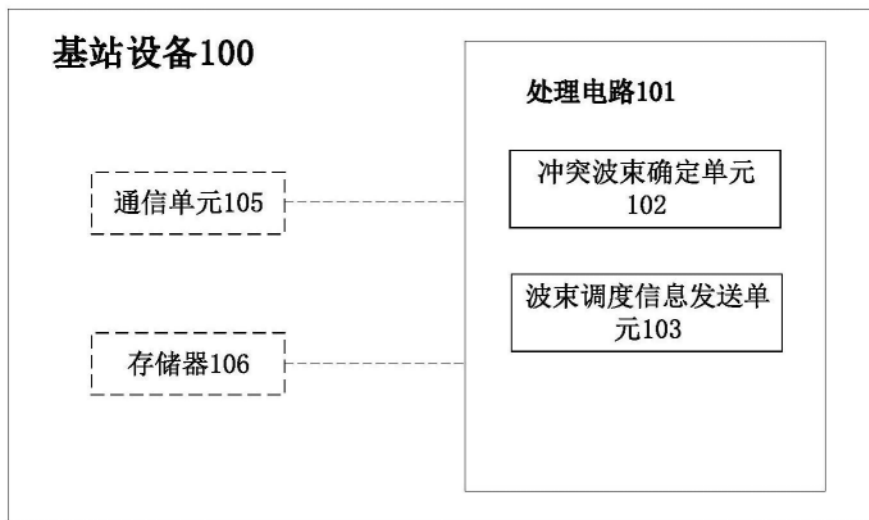 基站设备100
处理电路101
冲突波束确定单元
102
通信单元105
波束调度信息发送单
元103
存储器106